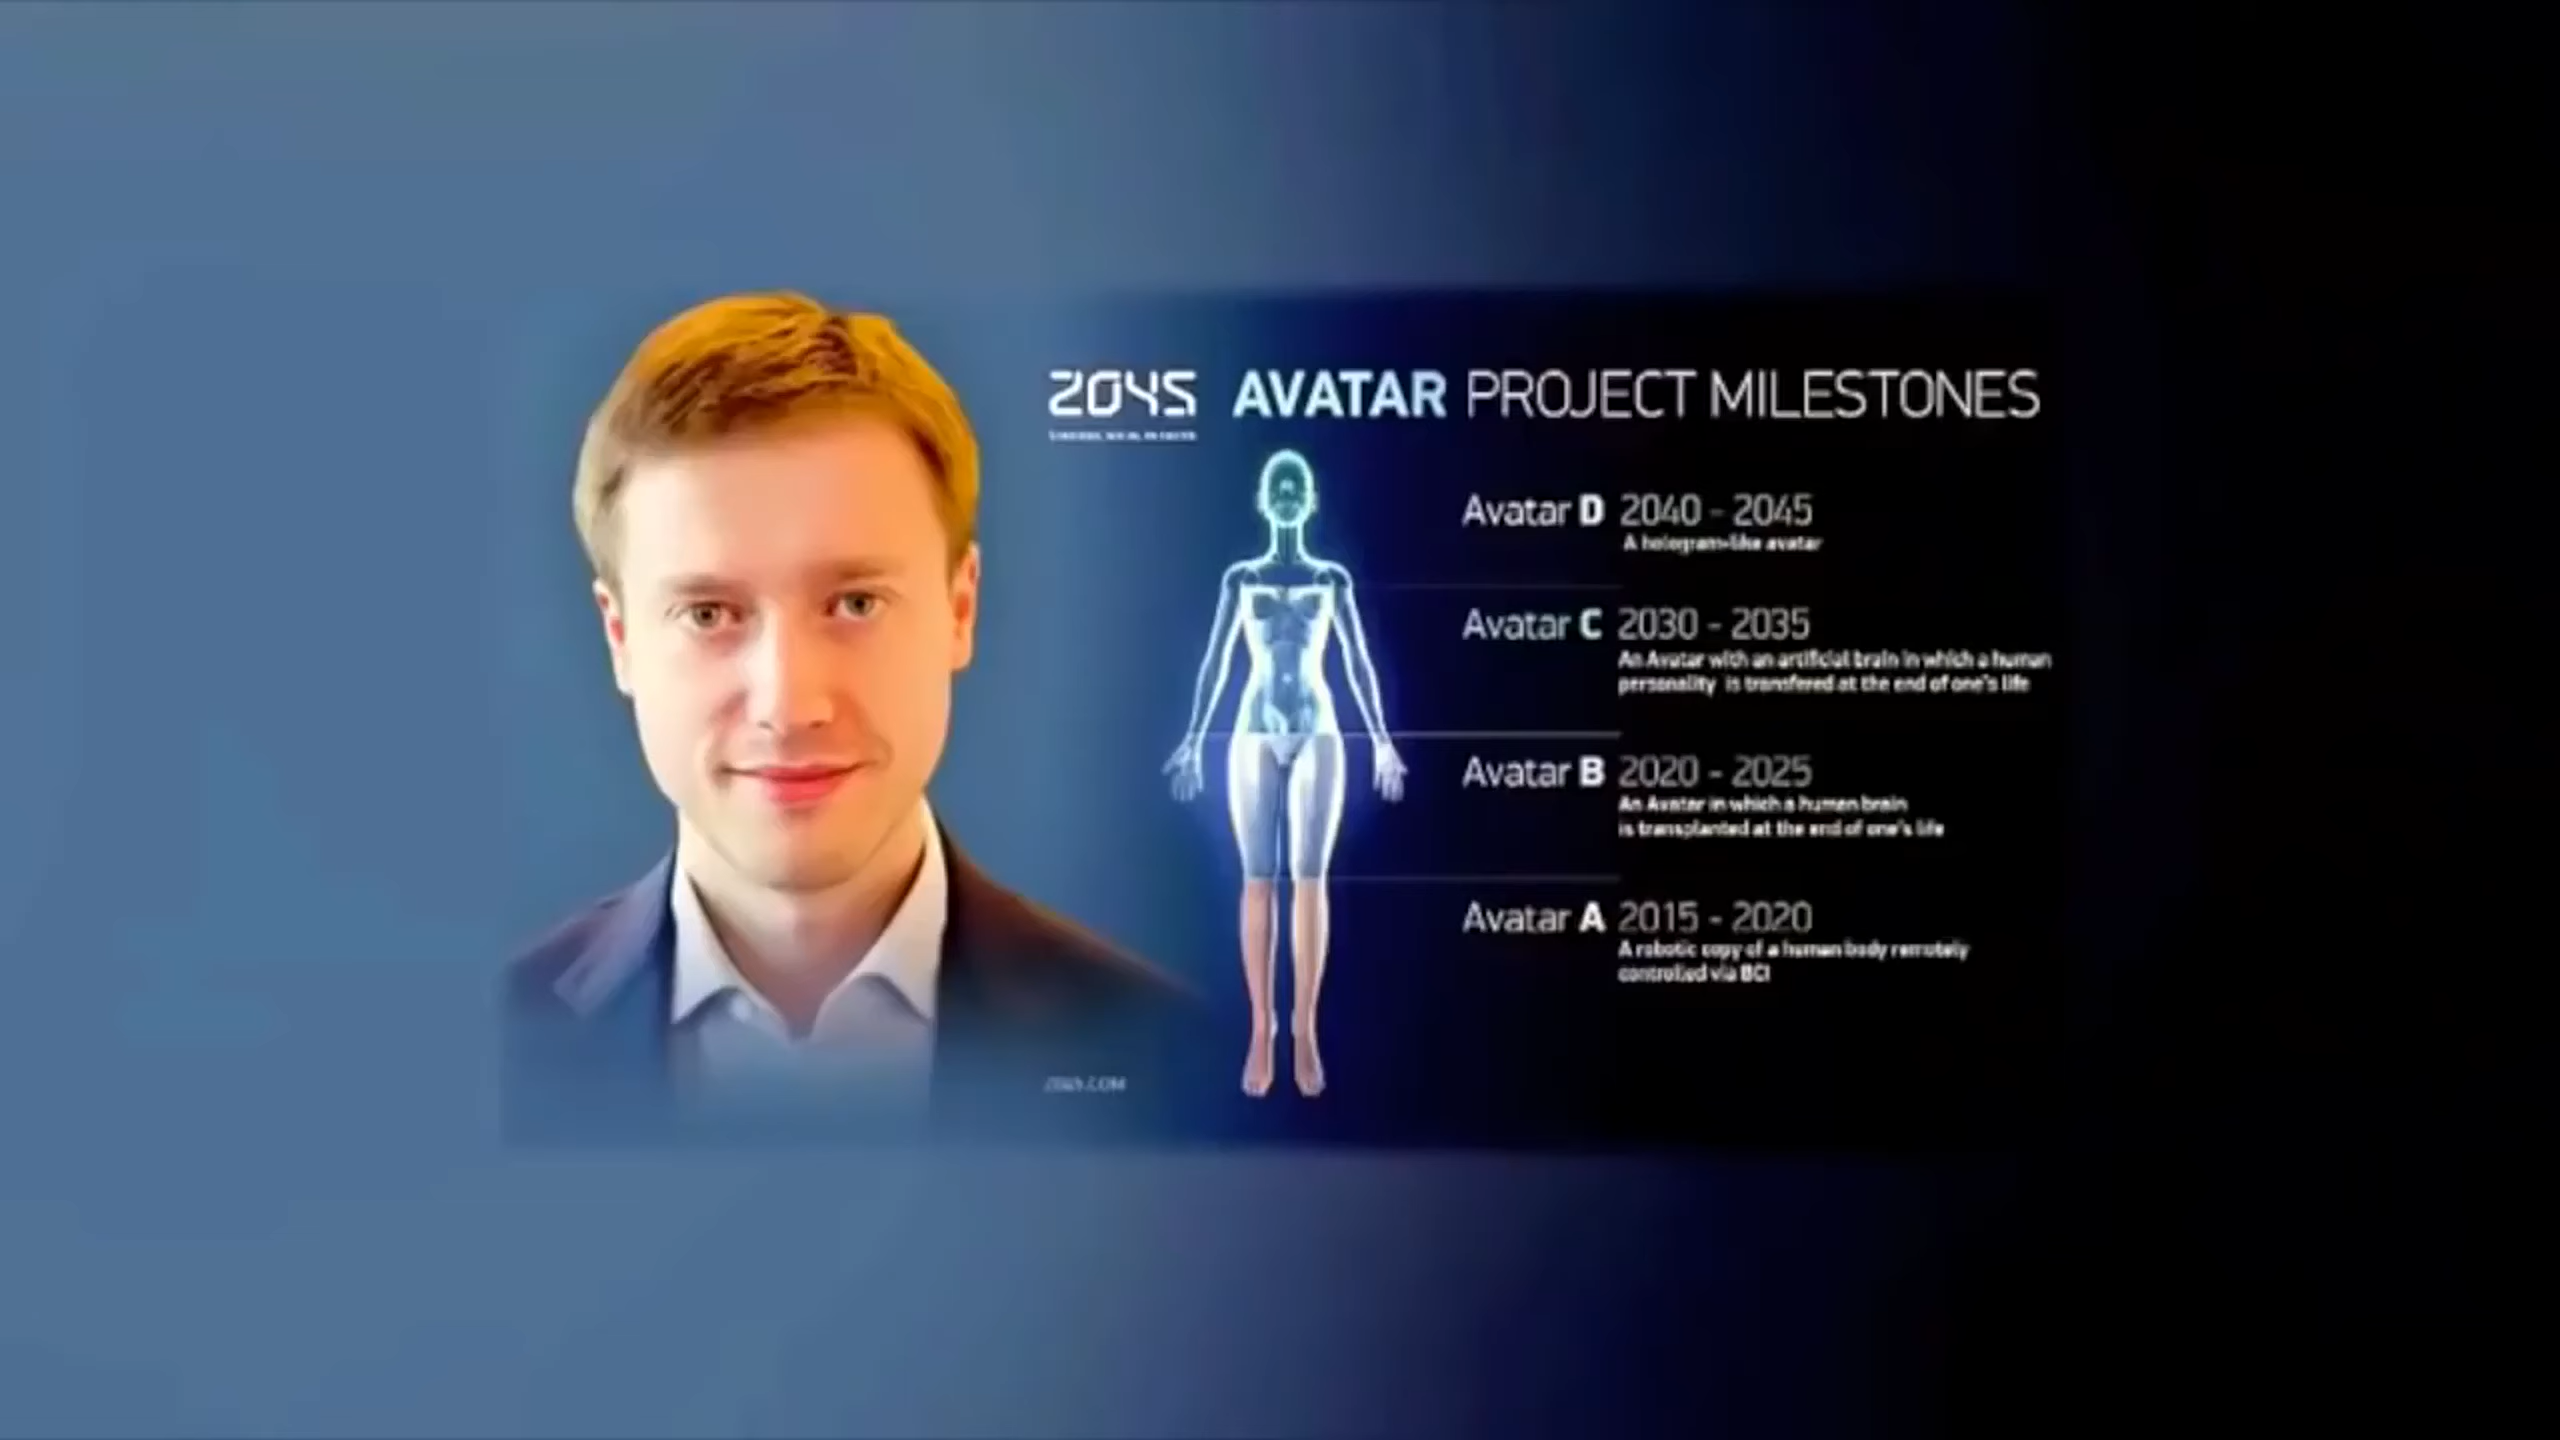 2045
AVATAR PROJECT MILESTONES
Avatar D 2040 - 2045
A hologram-like avatar
Avatar C 2030 - 2035
An Avatar with an artificial brain in which a human
personality is transfered at the end of one's life
Avatar B 2020 - 2025
An Avatar in which a human brain
is transplanted at the end of one's life
Avatar A 2015 - 2020
A robotic copy of a human body remotely
controlled via BCI
2045.COM